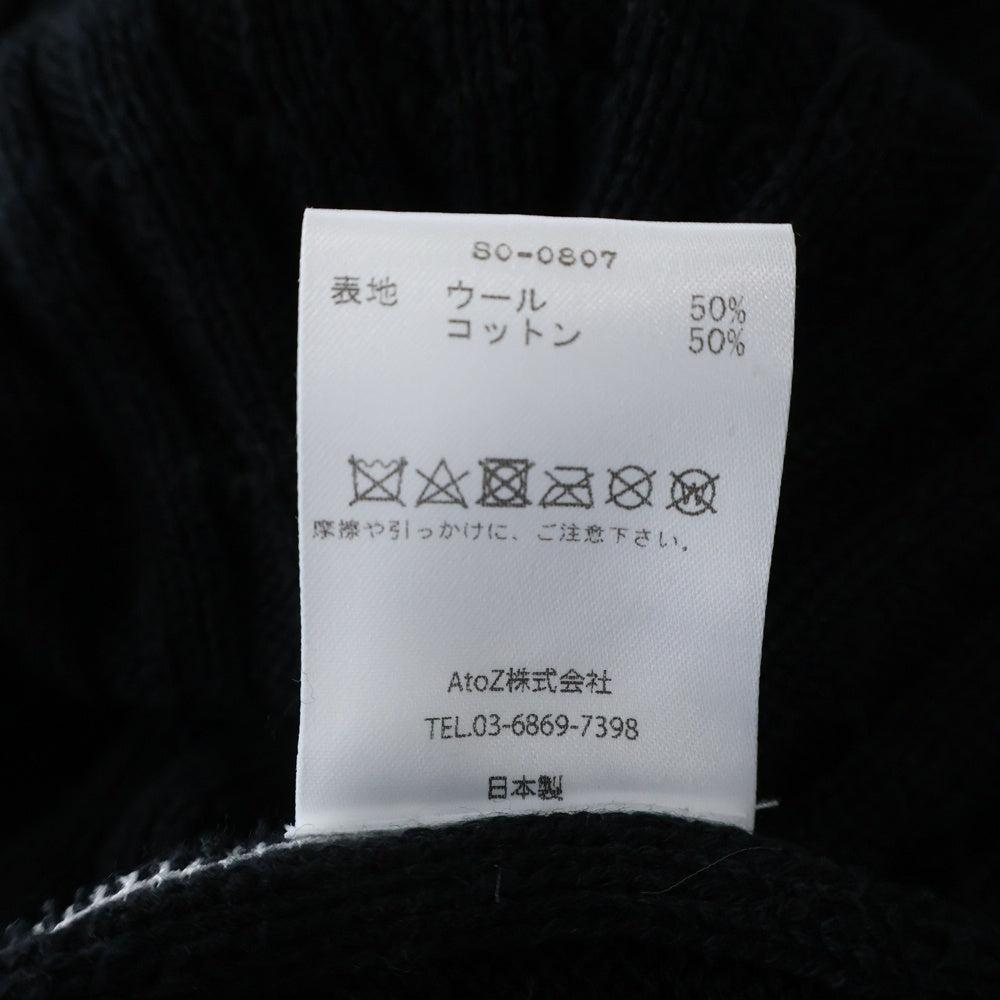 SO-0807
表地 ウール 50%
コットン 50%
摩擦や引っかけに、ご注意下さい。
AtoZ株式会社
TEL.03-6869-7398
日本製